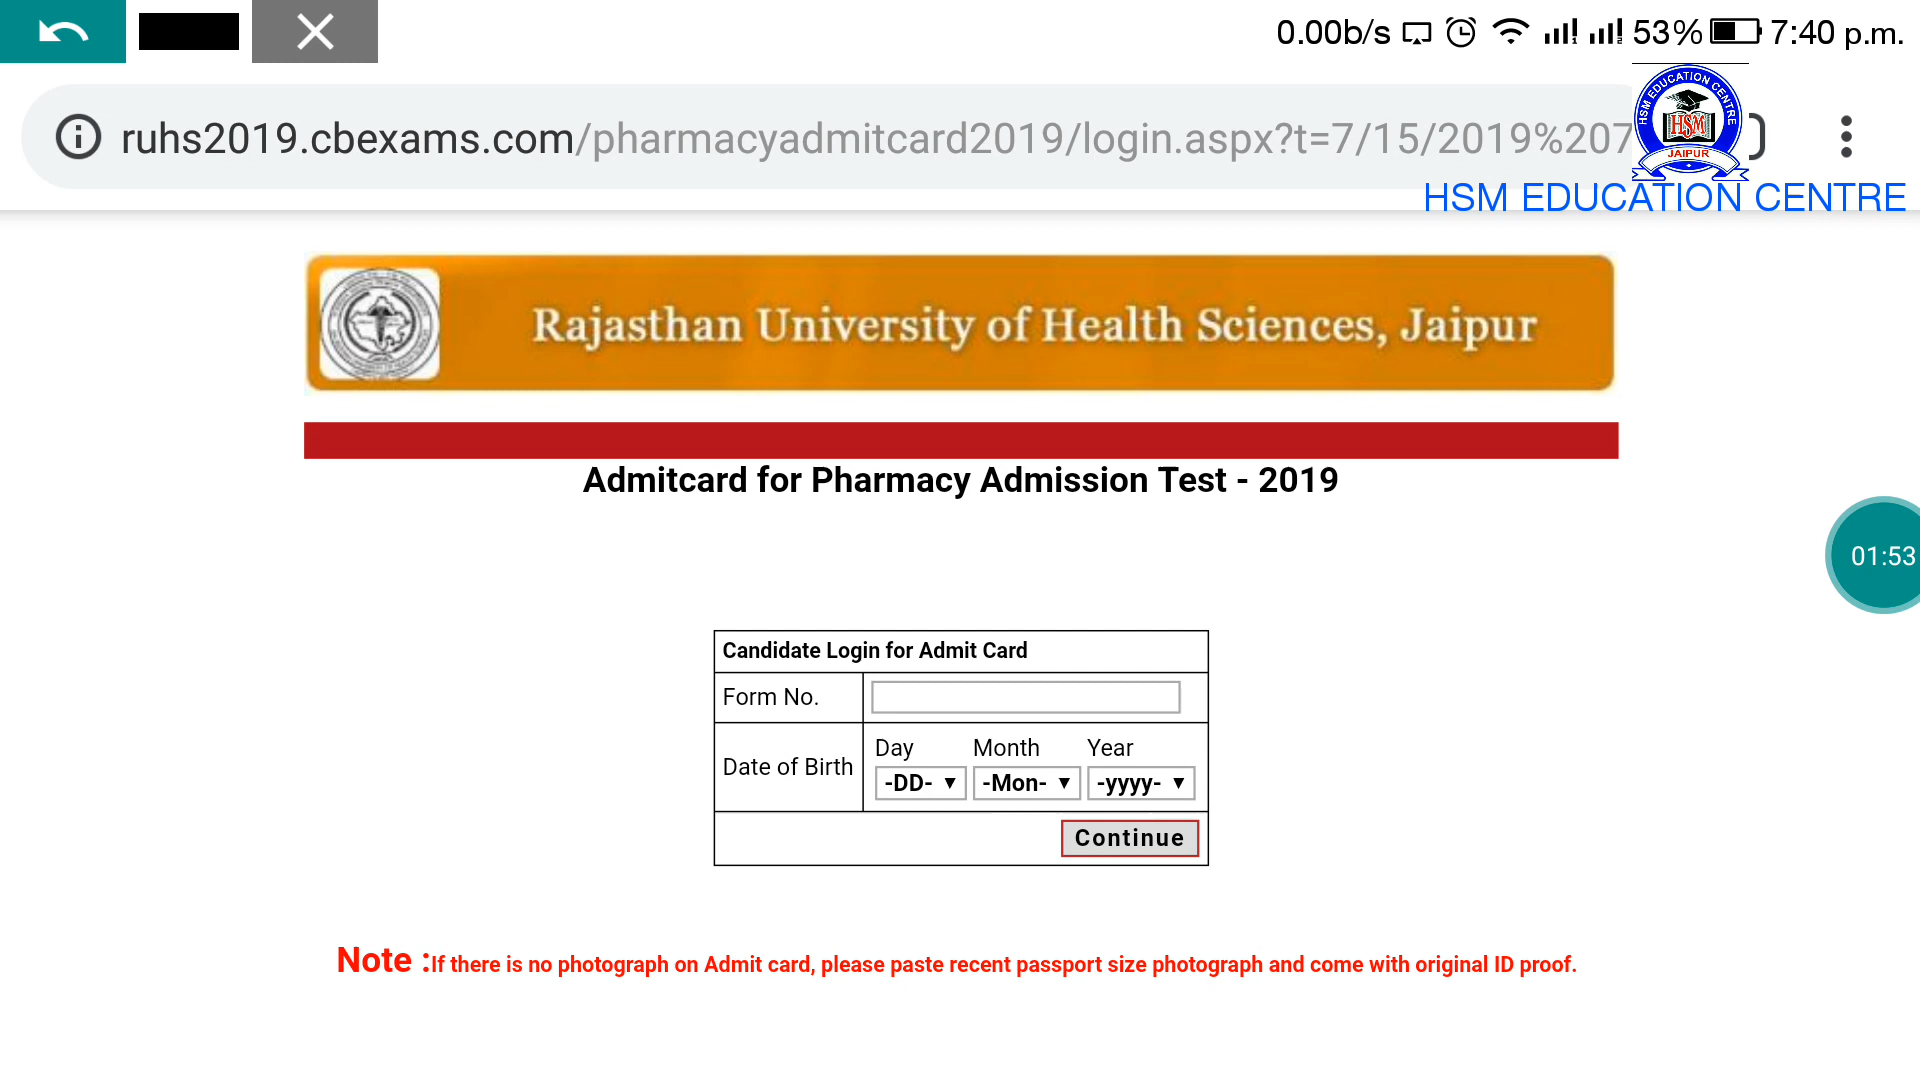 0.00b/s 53% 7:40 p.m.
ruhs2019.cbexams.com/pharmacyadmitcard2019/login.aspx?t=7/15/2019%207
HSM EDUCATION CENTRE
HSM
JAIPUR
HSM EDUCATION CENTRE
Rajasthan University of Health Sciences, Jaipur
Admitcard for Pharmacy Admission Test - 2019
01:53
Candidate Login for Admit Card
Form No.
Day Month Year
Date of Birth
-DD- -Mon- -yyyy-
Continue
Note :If there is no photograph on Admit card, please paste recent passport size photograph and come with original ID proof.